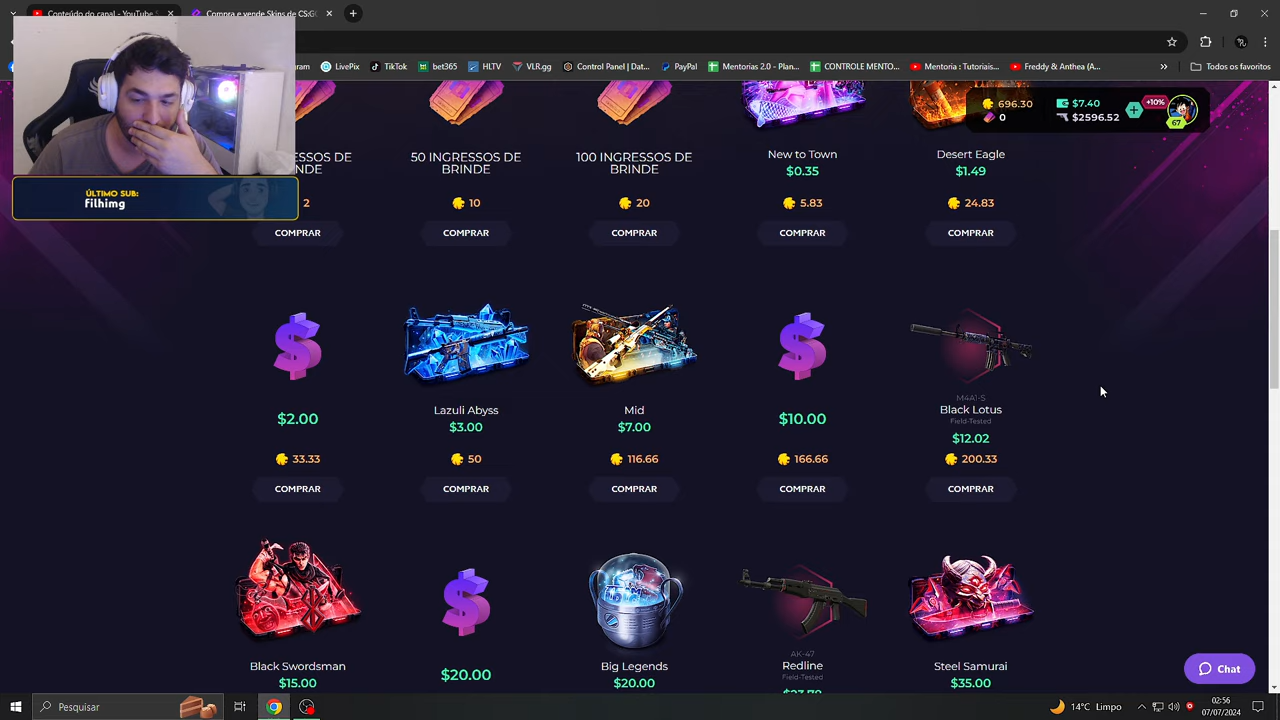 Conteúdo do canal - YouTube
Compra e vende Skins de CS:GO
gram
LivePix
TikTok
bet365
HLTV
VLR.gg
Control Panel | Dat...
PayPal
Mentorias 2.0 - Plan...
CONTROLE MENTO...
Mentoria : Tutoriais...
Freddy & Anthea (A...
Todos os favoritos
696.30
$7.40
+10%
0
$2596.52
67
ÚLTIMO SUB:
filhimg
ESSOS DE
BRINDE
2
COMPRAR
50 INGRESSOS DE
BRINDE
10
COMPRAR
100 INGRESSOS DE
BRINDE
20
COMPRAR
New to Town
$0.35
5.83
COMPRAR
Desert Eagle
$1.49
24.83
COMPRAR
$2.00
33.33
COMPRAR
Lazuli Abyss
$3.00
50
COMPRAR
Mid
$7.00
116.66
COMPRAR
$10.00
166.66
COMPRAR
M4A1-S
Black Lotus
Field-Tested
$12.02
200.33
COMPRAR
Black Swordsman
$15.00
$20.00
Big Legends
$20.00
AK-47
Redline
Field-Tested
Steel Samurai
$35.00
Chat
Pesquisar
14°C Limpo
02:56
07/07/2024